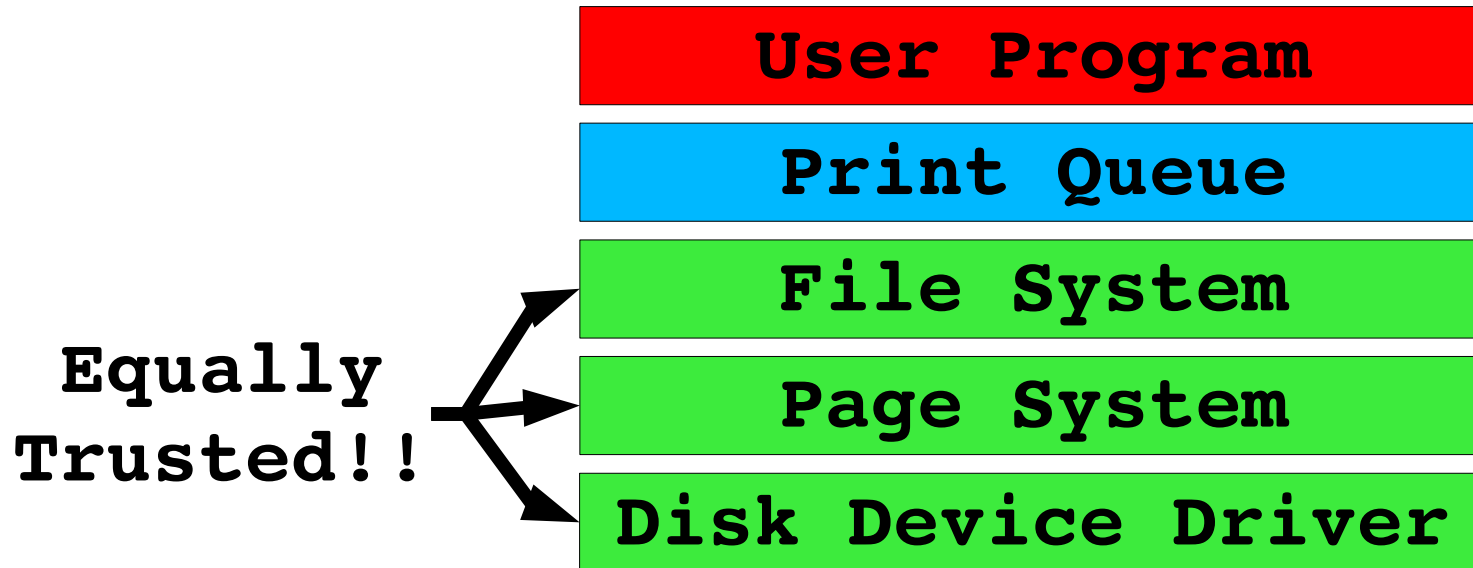 User Program
Print Queue
File System
Equally
Trusted!!
Page System
Disk Device Driver